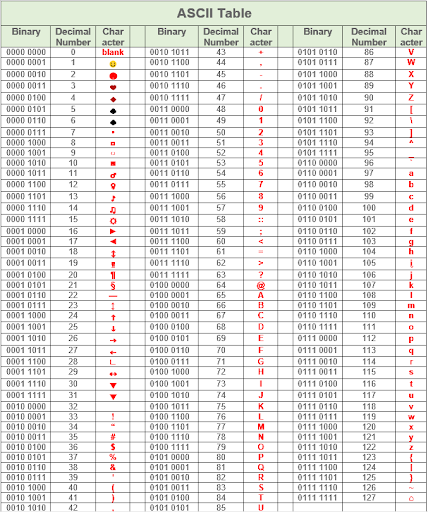 ASCII Table
Binary Decimal Number Character Binary Decimal Number Character Binary Decimal Number Character
0000 0000 0 blank 0010 1011 43 + 0101 0110 86 V
0000 0001 1 ☺ 0010 1100 44 , 0101 0111 87 W
0000 0010 2 ☻ 0010 1101 45 - 0101 1000 88 X
0000 0011 3 ♥ 0010 1110 46 . 0101 1001 89 Y
0000 0100 4 ♦ 0010 1111 47 / 0101 1010 90 Z
0000 0101 5 ♣ 0011 0000 48 0 0101 1011 91 [
0000 0110 6 ♠ 0011 0001 49 1 0101 1100 92 \
0000 0111 7 • 0011 0010 50 2 0101 1101 93 ]
0000 1000 8 ◘ 0011 0011 51 3 0101 1110 94 ^
0000 1001 9 0011 0100 52 4 0101 1111 95 _
0000 1010 10 ◙ 0011 0101 53 5 0110 0000 96 `
0000 1011 11 ♂ 0011 0110 54 6 0110 0001 97 a
0000 1100 12 ♀ 0011 0111 55 7 0110 0010 98 b
0000 1101 13 ♪ 0011 1000 56 8 0110 0011 99 c
0000 1110 14 ♫ 0011 1001 57 9 0110 0100 100 d
0000 1111 15 ☼ 0011 1010 58 :: 0110 0101 101 e
0001 0000 16 ► 0011 1011 59 ; 0110 0110 102 f
0001 0001 17 ◄ 0011 1100 60 < 0110 0111 103 g
0001 0010 18 ↕ 0011 1101 61 = 0110 1000 104 h
0001 0011 19 ‼ 0011 1110 62 > 0110 1001 105 i
0001 0100 20 ¶ 0011 1111 63 ? 0110 1010 106 j
0001 0101 21 § 0100 0000 64 @ 0110 1011 107 k
0001 0110 22 — 0100 0001 65 A 0110 1100 108 l
0001 0111 23 ↕ 0100 0010 66 B 0110 1101 109 m
0001 1000 24 ↑ 0100 0011 67 C 0110 1110 110 n
0001 1001 25 ↓ 0100 0100 68 D 0110 1111 111 o
0001 1010 26 → 0100 0101 69 E 0111 0000 112 p
0001 1011 27 ← 0100 0110 70 F 0111 0001 113 q
0001 1100 28 ∟ 0100 0111 71 G 0111 0010 114 r
0001 1101 29 ↔ 0100 1000 72 H 0111 0011 115 s
0001 1110 30 ▼ 0100 1001 73 I 0111 0100 116 t
0001 1111 31 ▼ 0100 1010 74 J 0111 0101 117 u
0010 0000 32 0100 1011 75 K 0111 0110 118 v
0010 0001 33 ! 0100 1100 76 L 0111 0111 119 w
0010 0010 34 “ 0100 1101 77 M 0111 1000 120 x
0010 0011 35 # 0100 1110 78 N 0111 1001 121 y
0010 0100 36 $ 0100 1111 79 O 0111 1010 122 z
0010 0101 37 % 0101 0000 80 P 0111 1011 123 {
0010 0110 38 & 0101 0001 81 Q 0111 1100 124 |
0010 0111 39 ' 0101 0010 82 R 0111 1101 125 }
0010 1000 40 ( 0101 0011 83 S 0111 1110 126 ~
0010 1001 41 ) 0101 0100 84 T 0111 1111 127 ⌂
0010 1010 42 0101 0101 85 U